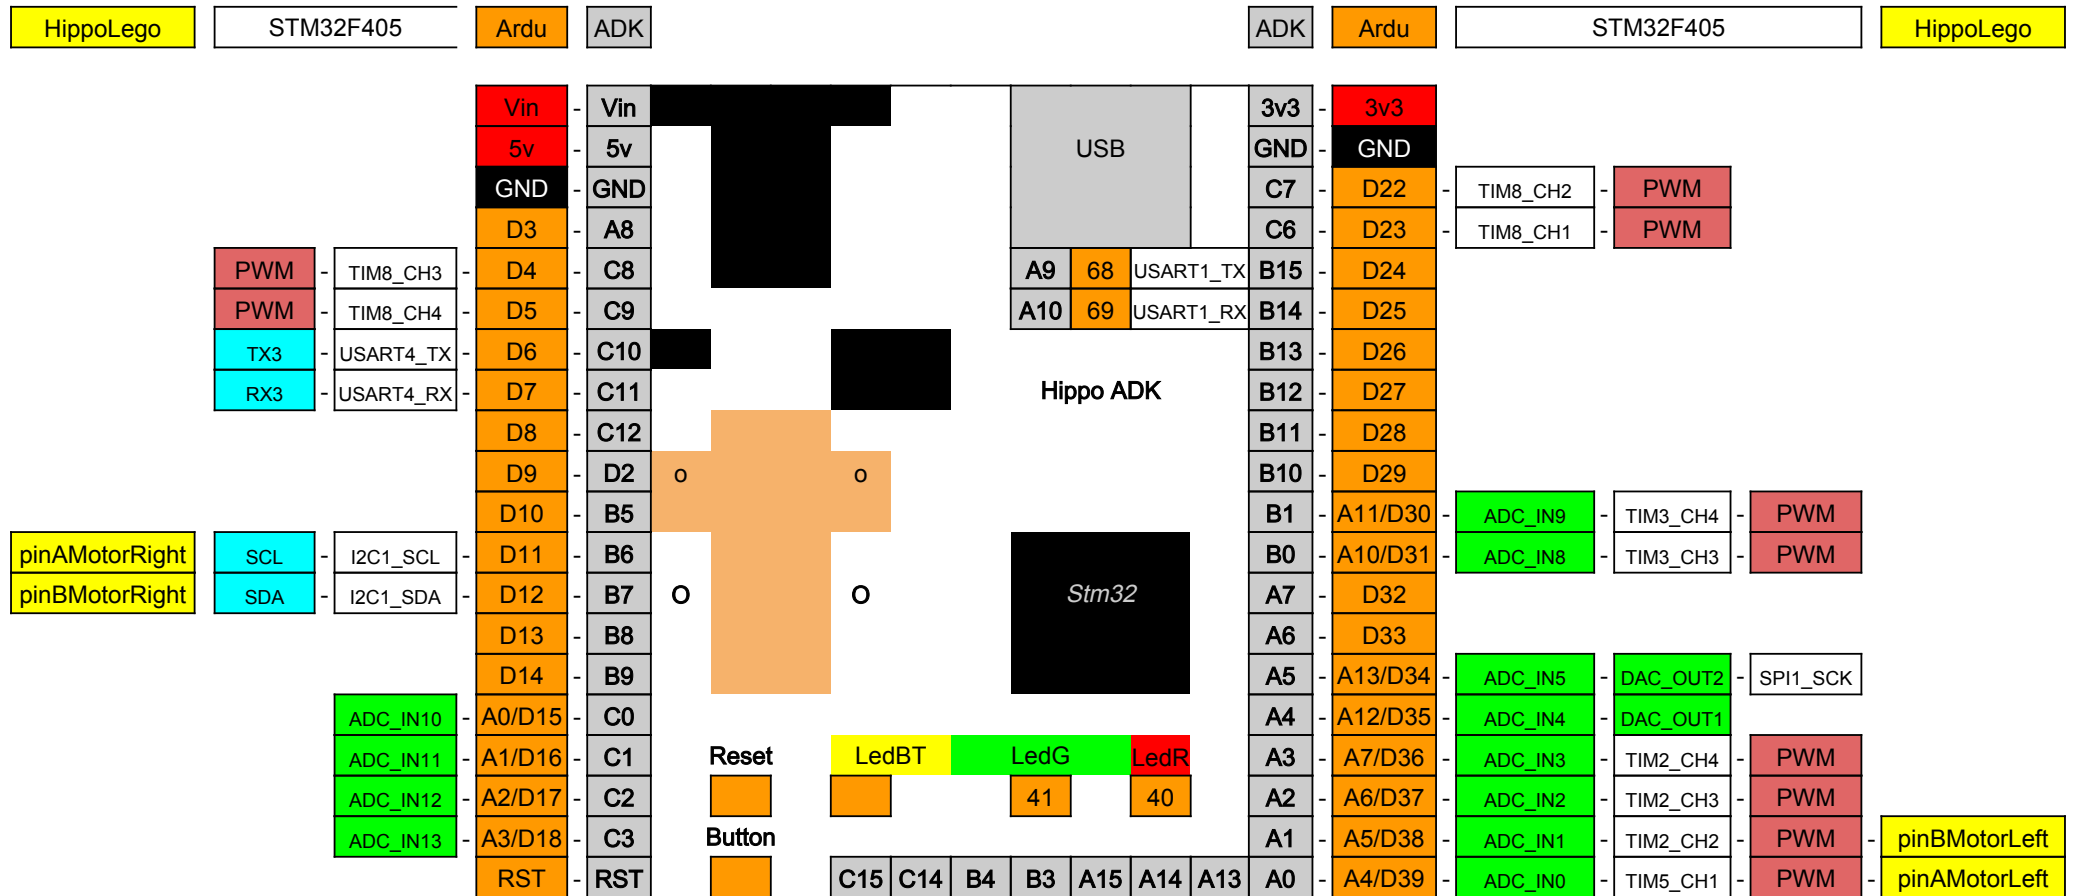 HippoLego STM32F405 Ardu ADK ADK Ardu STM32F405 HippoLego
Vin - Vin 3v3 - 3v3
5v - 5v USB GND - GND
GND - GND C7 - D22 - TIM8_CH2 - PWM
D3 - A8 C6 - D23 - TIM8_CH1 - PWM
PWM - TIM8_CH3 - D4 - C8 A9 68 USART1_TX B15 - D24
PWM - TIM8_CH4 - D5 - C9 A10 69 USART1_RX B14 - D25
TX3 - USART4_TX - D6 - C10 B13 - D26
RX3 - USART4_RX - D7 - C11 Hippo ADK B12 - D27
D8 - C12 B11 - D28
D9 - D2 o o B10 - D29
D10 - B5 B1 - A11/D30 - ADC_IN9 - TIM3_CH4 - PWM
pinAMotorRight SCL - I2C1_SCL - D11 - B6 B0 - A10/D31 - ADC_IN8 - TIM3_CH3 - PWM
pinBMotorRight SDA - I2C1_SDA - D12 - B7 O O Stm32 A7 - D32
D13 - B8 A6 - D33
D14 - B9 A5 - A13/D34 - ADC_IN5 - DAC_OUT2 - SPI1_SCK
ADC_IN10 - A0/D15 - C0 A4 - A12/D35 - ADC_IN4 - DAC_OUT1
ADC_IN11 - A1/D16 - C1 Reset LedBT LedG LedR A3 - A7/D36 - ADC_IN3 - TIM2_CH4 - PWM
ADC_IN12 - A2/D17 - C2 41 40 A2 - A6/D37 - ADC_IN2 - TIM2_CH3 - PWM
ADC_IN13 - A3/D18 - C3 Button A1 - A5/D38 - ADC_IN1 - TIM2_CH2 - PWM - pinBMotorLeft
RST - RST C15 C14 B4 B3 A15 A14 A13 A0 - A4/D39 - ADC_IN0 - TIM5_CH1 - PWM - pinAMotorLeft